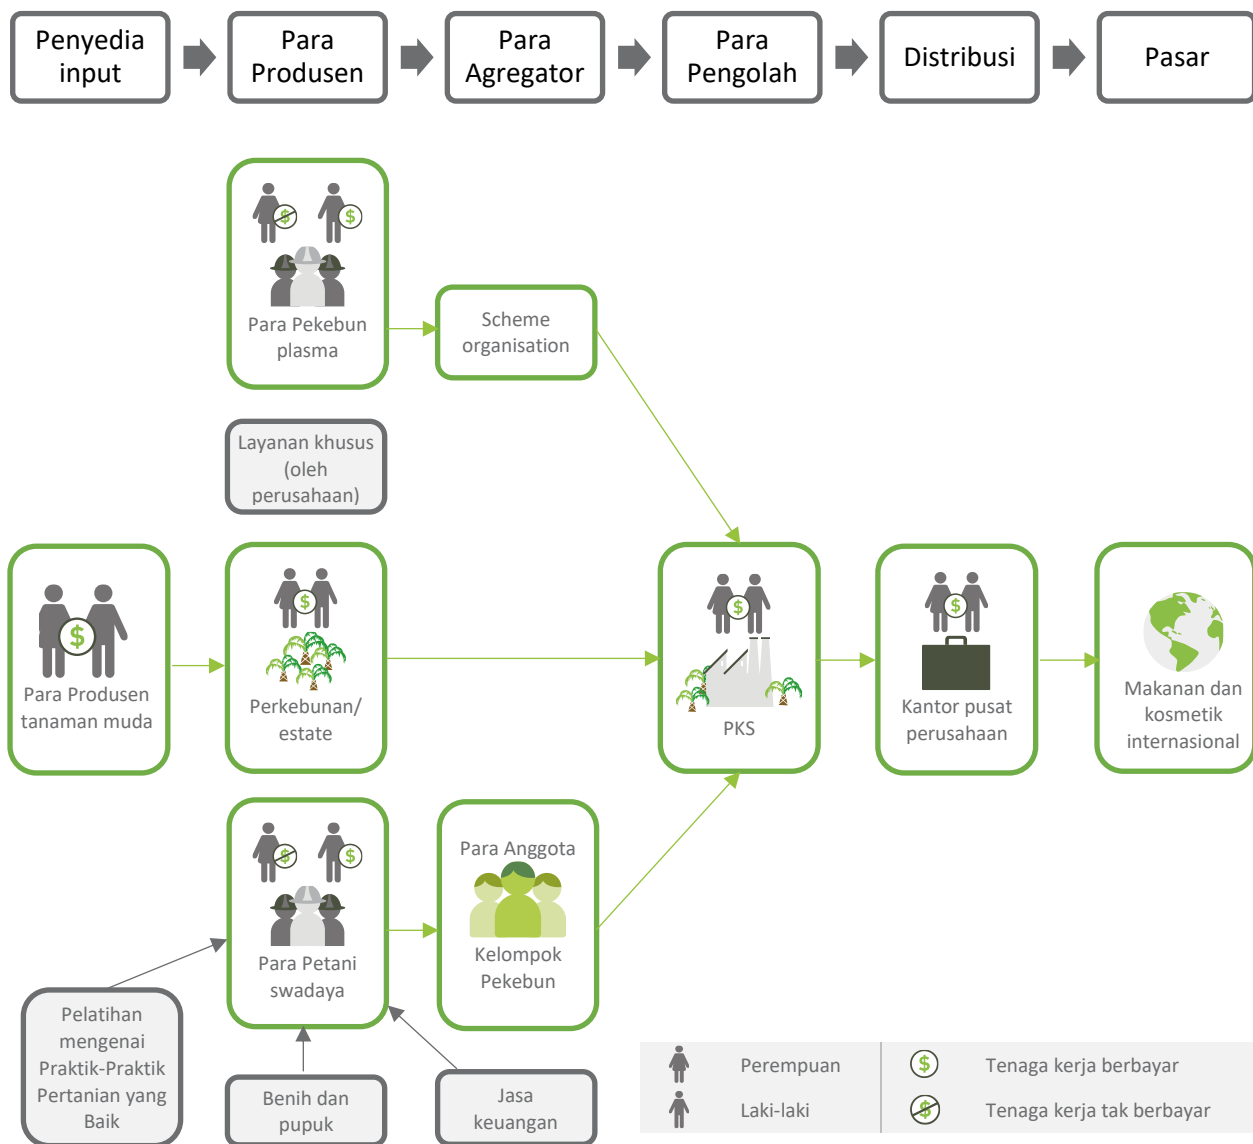 Penyedia
input
Para
Produsen
Para
Agregator
Para
Pengolah
Distribusi
Pasar
$
$
Para Pekebun
plasma
Scheme
organisation
Layanan khusus
(oleh
perusahaan)
$
Para Produsen
tanaman muda
$
Perkebunan/
estate
$
PKS
$
Kantor pusat
perusahaan
Makanan dan
kosmetik
internasional
$
$
Para Petani
swadaya
Para Anggota
Kelompok
Pekebun
Pelatihan
mengenai
Praktik-Praktik
Pertanian yang
Baik
Benih dan
pupuk
Jasa
keuangan
Perempuan
$
Tenaga kerja berbayar
Laki-laki
$
Tenaga kerja tak berbayar